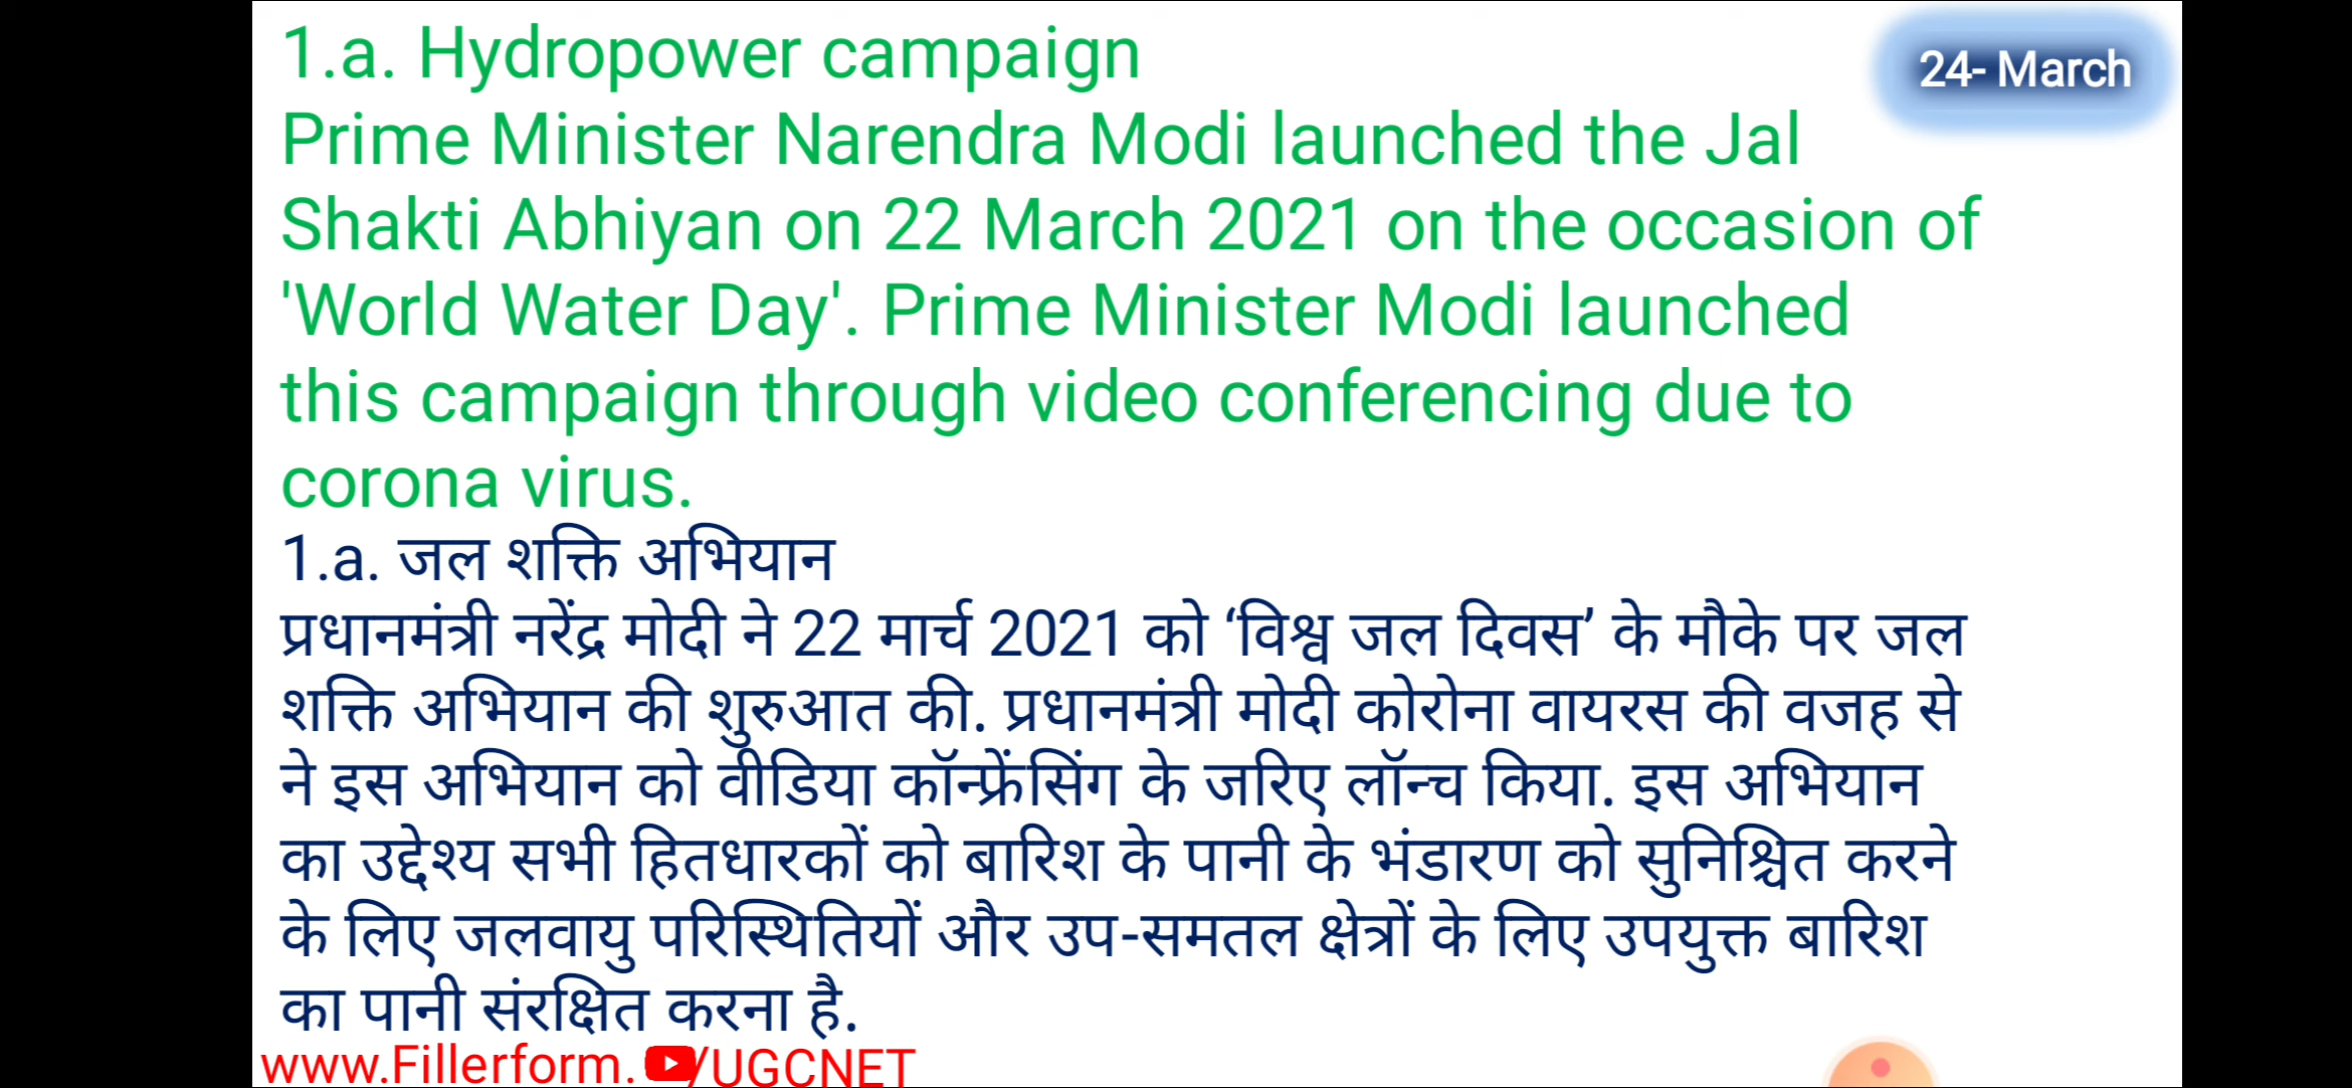 1.a. Hydropower campaign
24- March
Prime Minister Narendra Modi launched the Jal
Shakti Abhiyan on 22 March 2021 on the occasion of
'World Water Day'. Prime Minister Modi launched
this campaign through video conferencing due to
corona virus.
1.a. जल शक्ति अभियान
प्रधानमंत्री नरेंद्र मोदी ने 22 मार्च 2021 को ‘विश्व जल दिवस’ के मौके पर जल
शक्ति अभियान की शुरुआत की. प्रधानमंत्री मोदी कोरोना वायरस की वजह से
ने इस अभियान को वीडिया कॉन्फ्रेंसिंग के जरिए लॉन्च किया. इस अभियान
का उद्देश्य सभी हितधारकों को बारिश के पानी के भंडारण को सुनिश्चित करने
के लिए जलवायु परिस्थितियों और उप-समतल क्षेत्रों के लिए उपयुक्त बारिश
का पानी संरक्षित करना है.
www.Fillerform. /UGCNET